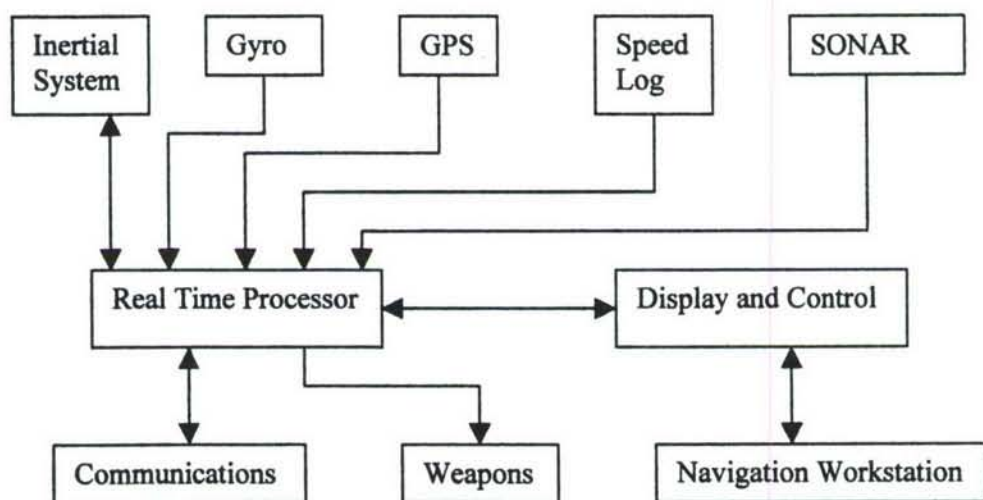 Inertial
System
Gyro
GPS
Speed
Log
SONAR
Real Time Processor
Display and Control
Communications
Weapons
Navigation Workstation